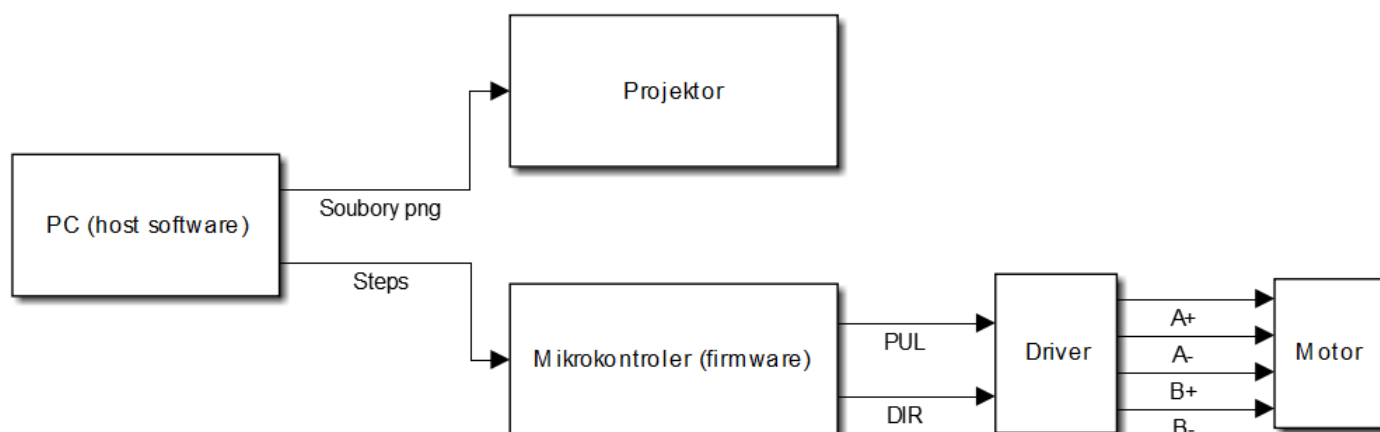 Projektor
PC (host software)
Soubory png
Steps
Mikrokontroler (firmware)
PUL
DIR
Driver
A+
A-
B+
B-
Motor